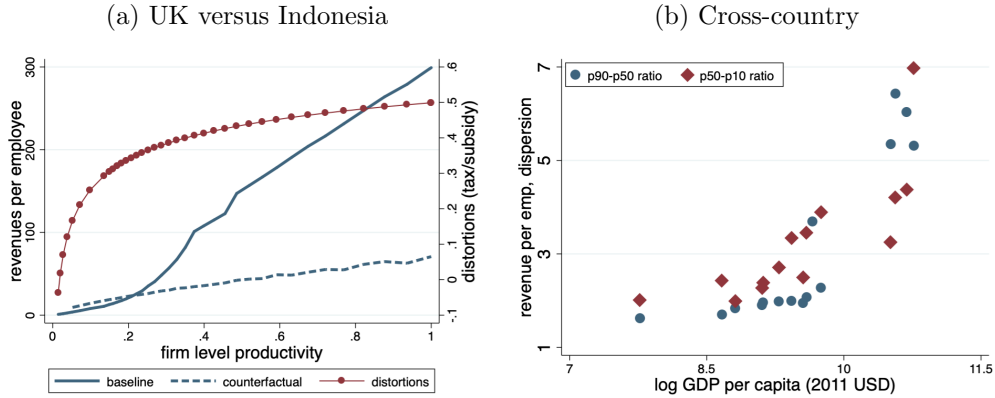 (a) UK versus Indonesia
revenues per employee
300
200
100
0
.6
.5
.4
.3
.2
.1
0
-.1
distortions (tax/subsidy)
0 .2 .4 .6 .8 1
firm level productivity
baseline counterfactual distortions
(b) Cross-country
p90-p50 ratio p50-p10 ratio
revenue per emp. dispersion
7
5
3
1
7 8.5 10 11.5
log GDP per capita (2011 USD)